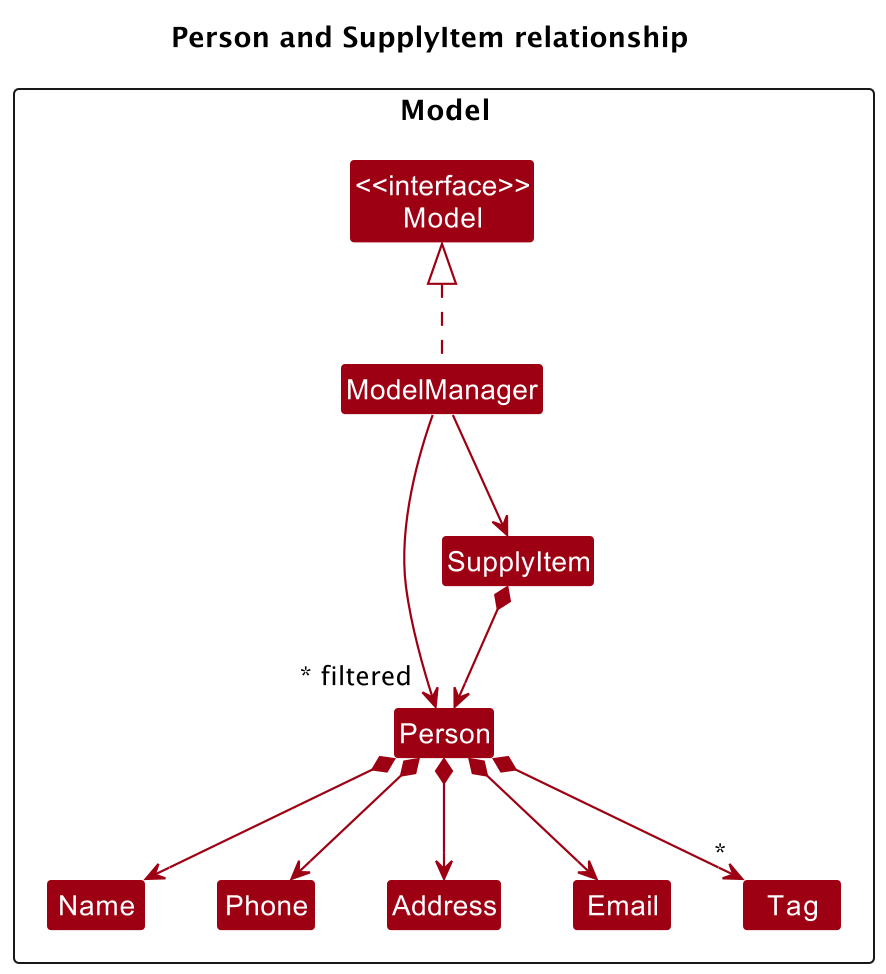 Person and SupplyItem relationship
Model
<<interface>>
Model
ModelManager
SupplyItem
* filtered
Person
*
Name
Phone
Address
Email
Tag